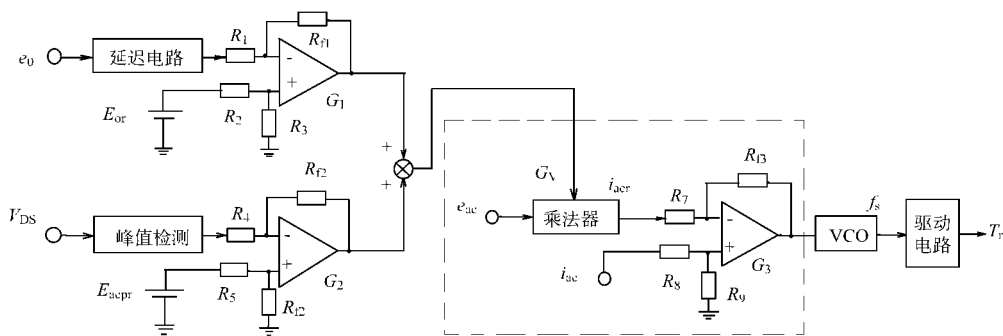 e₀
延迟电路
R₁
Rf1
-
+
G₁
Eor
R₂
R₃
+
+
VDS
峰值检测
R₄
Rf2
-
+
G₂
Eacpr
R₅
Rf2
Gv
eac
乘法器
iacr
R₇
Rf3
-
+
G₃
iac
R₈
R₉
VCO
fs
驱动
电路
Tr